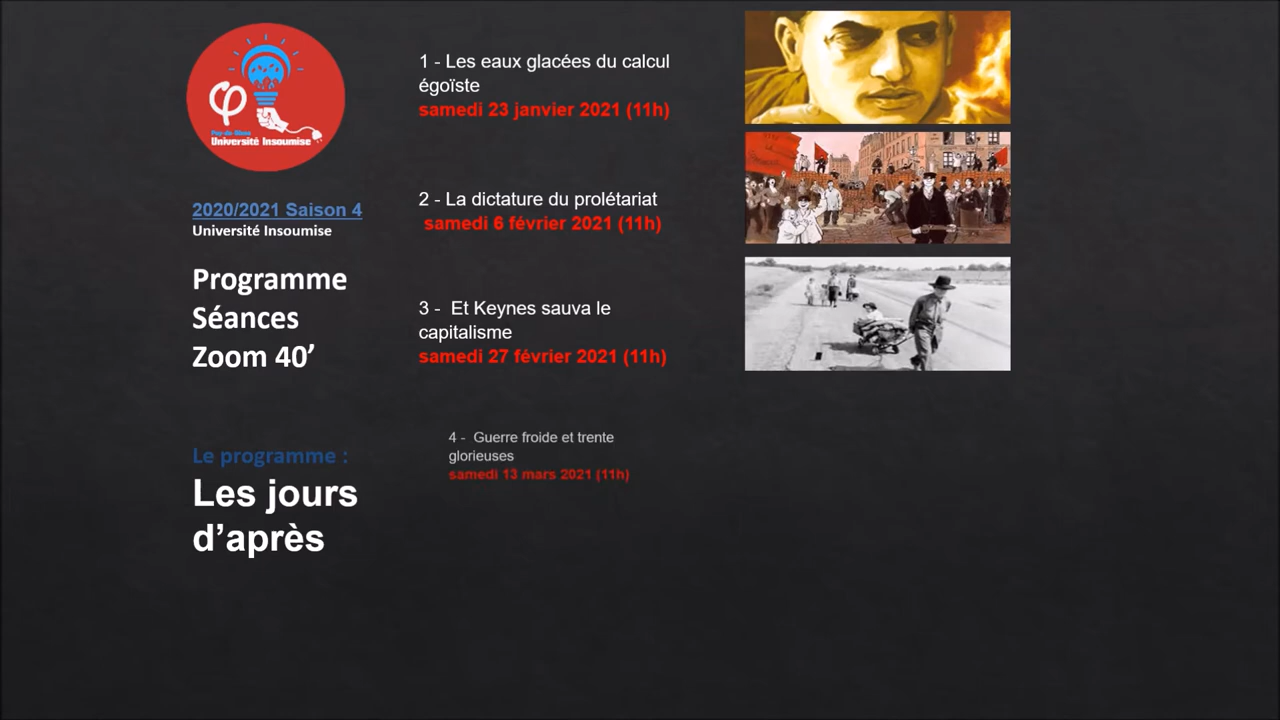 φ
Puy-de-Dôme
Université Insoumise
2020/2021 Saison 4
Université Insoumise
Programme
Séances
Zoom 40’
Le programme :
Les jours
d’après
1 - Les eaux glacées du calcul
égoïste
samedi 23 janvier 2021 (11h)
2 - La dictature du prolétariat
samedi 6 février 2021 (11h)
3 -  Et Keynes sauva le
capitalisme
samedi 27 février 2021 (11h)
4 -  Guerre froide et trente
glorieuses
samedi 13 mars 2021 (11h)